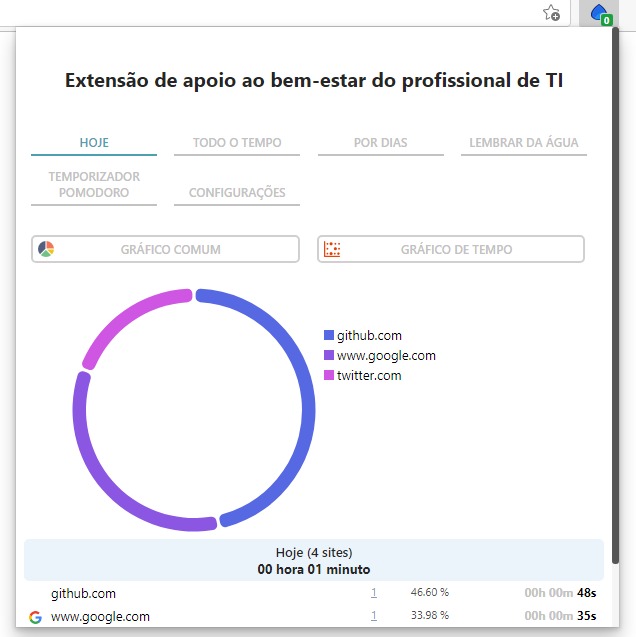 0
Extensão de apoio ao bem-estar do profissional de TI
HOJE
TODO O TEMPO
POR DIAS
LEMBRAR DA ÁGUA
TEMPORIZADOR
POMODORO
CONFIGURAÇÕES
GRÁFICO COMUM
GRÁFICO DE TEMPO
github.com
www.google.com
twitter.com
Hoje (4 sites)
00 hora 01 minuto
github.com 1 46.60 % 00h 00m 48s
www.google.com 1 33.98 % 00h 00m 35s